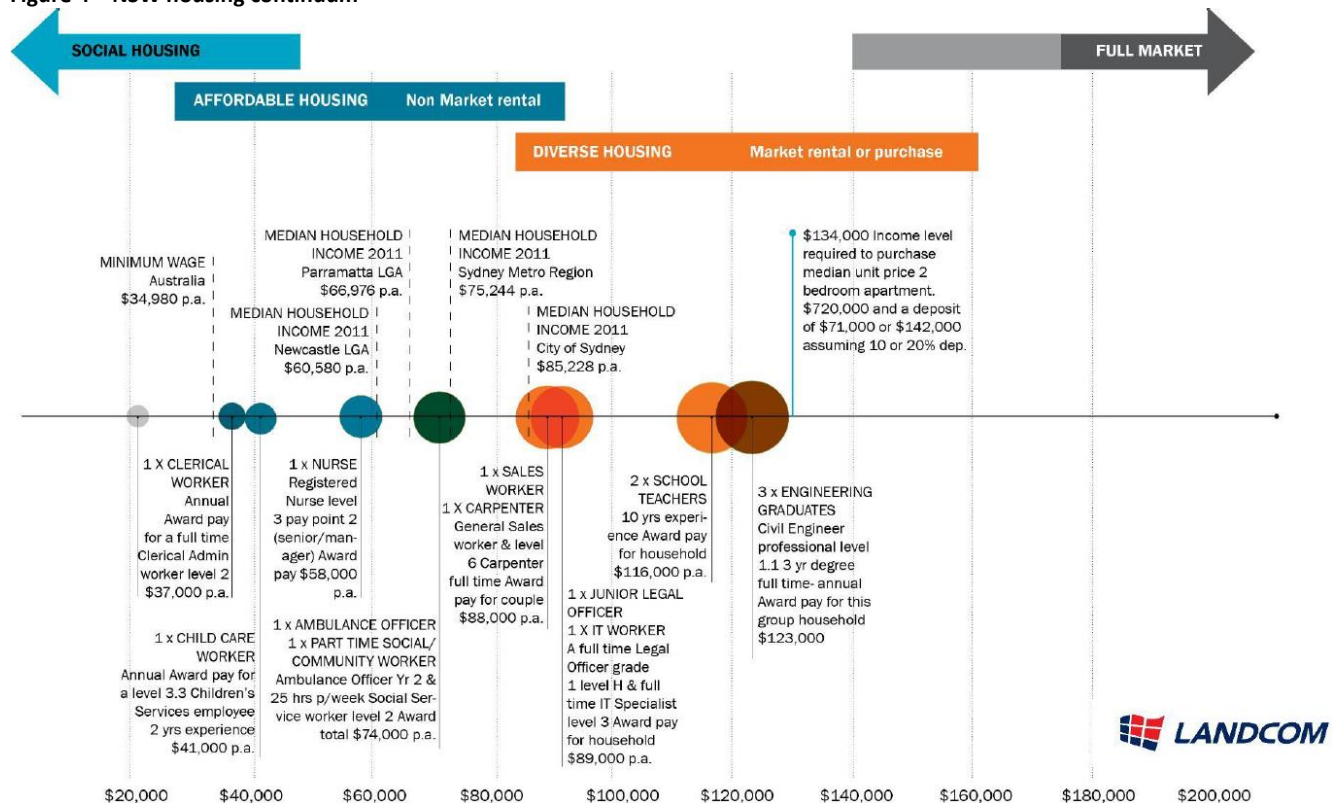 SOCIAL HOUSING
FULL MARKET
AFFORDABLE HOUSING Non Market rental
DIVERSE HOUSING Market rental or purchase
MINIMUM WAGE
Australia
$34,980 p.a.
MEDIAN HOUSEHOLD
INCOME 2011
Parramatta LGA
$66,976 p.a.
MEDIAN HOUSEHOLD
INCOME 2011
Newcastle LGA
$60,580 p.a.
MEDIAN HOUSEHOLD
INCOME 2011
Sydney Metro Region
$75,244 p.a.
MEDIAN HOUSEHOLD
INCOME 2011
City of Sydney
$85,228 p.a.
$134,000 Income level
required to purchase
median unit price 2
bedroom apartment.
$720,000 and a deposit
of $71,000 or $142,000
assuming 10 or 20% dep.
1 X CLERICAL
WORKER
Annual
Award pay
for a full time
Clerical Admin
worker level 2
$37,000 p.a.
1 x CHILD CARE
WORKER
Annual Award pay for
a level 3.3 Children's
Services employee
2 yrs experience
$41,000 p.a.
1 x NURSE
Registered
Nurse level
3 pay point 2
(senior/man-
ager) Award
pay $58,000
p.a.
1 x AMBULANCE OFFICER
1 x PART TIME SOCIAL/
COMMUNITY WORKER
Ambulance Officer Yr 2 &
25 hrs p/week Social Ser-
vice worker level 2 Award
total $74,000 p.a.
1 x SALES
WORKER
1 X CARPENTER
General Sales
worker & level
6 Carpenter
full time Award
pay for couple
$88,000 p.a.
1 x JUNIOR LEGAL
OFFICER
1 X IT WORKER
A full time Legal
Officer grade
1 level H & full
time IT Specialist
level 3 Award pay
for household
$89,000 p.a.
2 x SCHOOL
TEACHERS
10 yrs experi-
ence Award pay
for household
$116,000 p.a.
3 x ENGINEERING
GRADUATES
Civil Engineer
professional level
1.1 3 yr degree
full time- annual
Award pay for this
group household
$123,000
LANDCOM
$20,000 $40,000 $60,000 $80,000 $100,000 $120,000 $140,000 $160,000 $180,000 $200,000